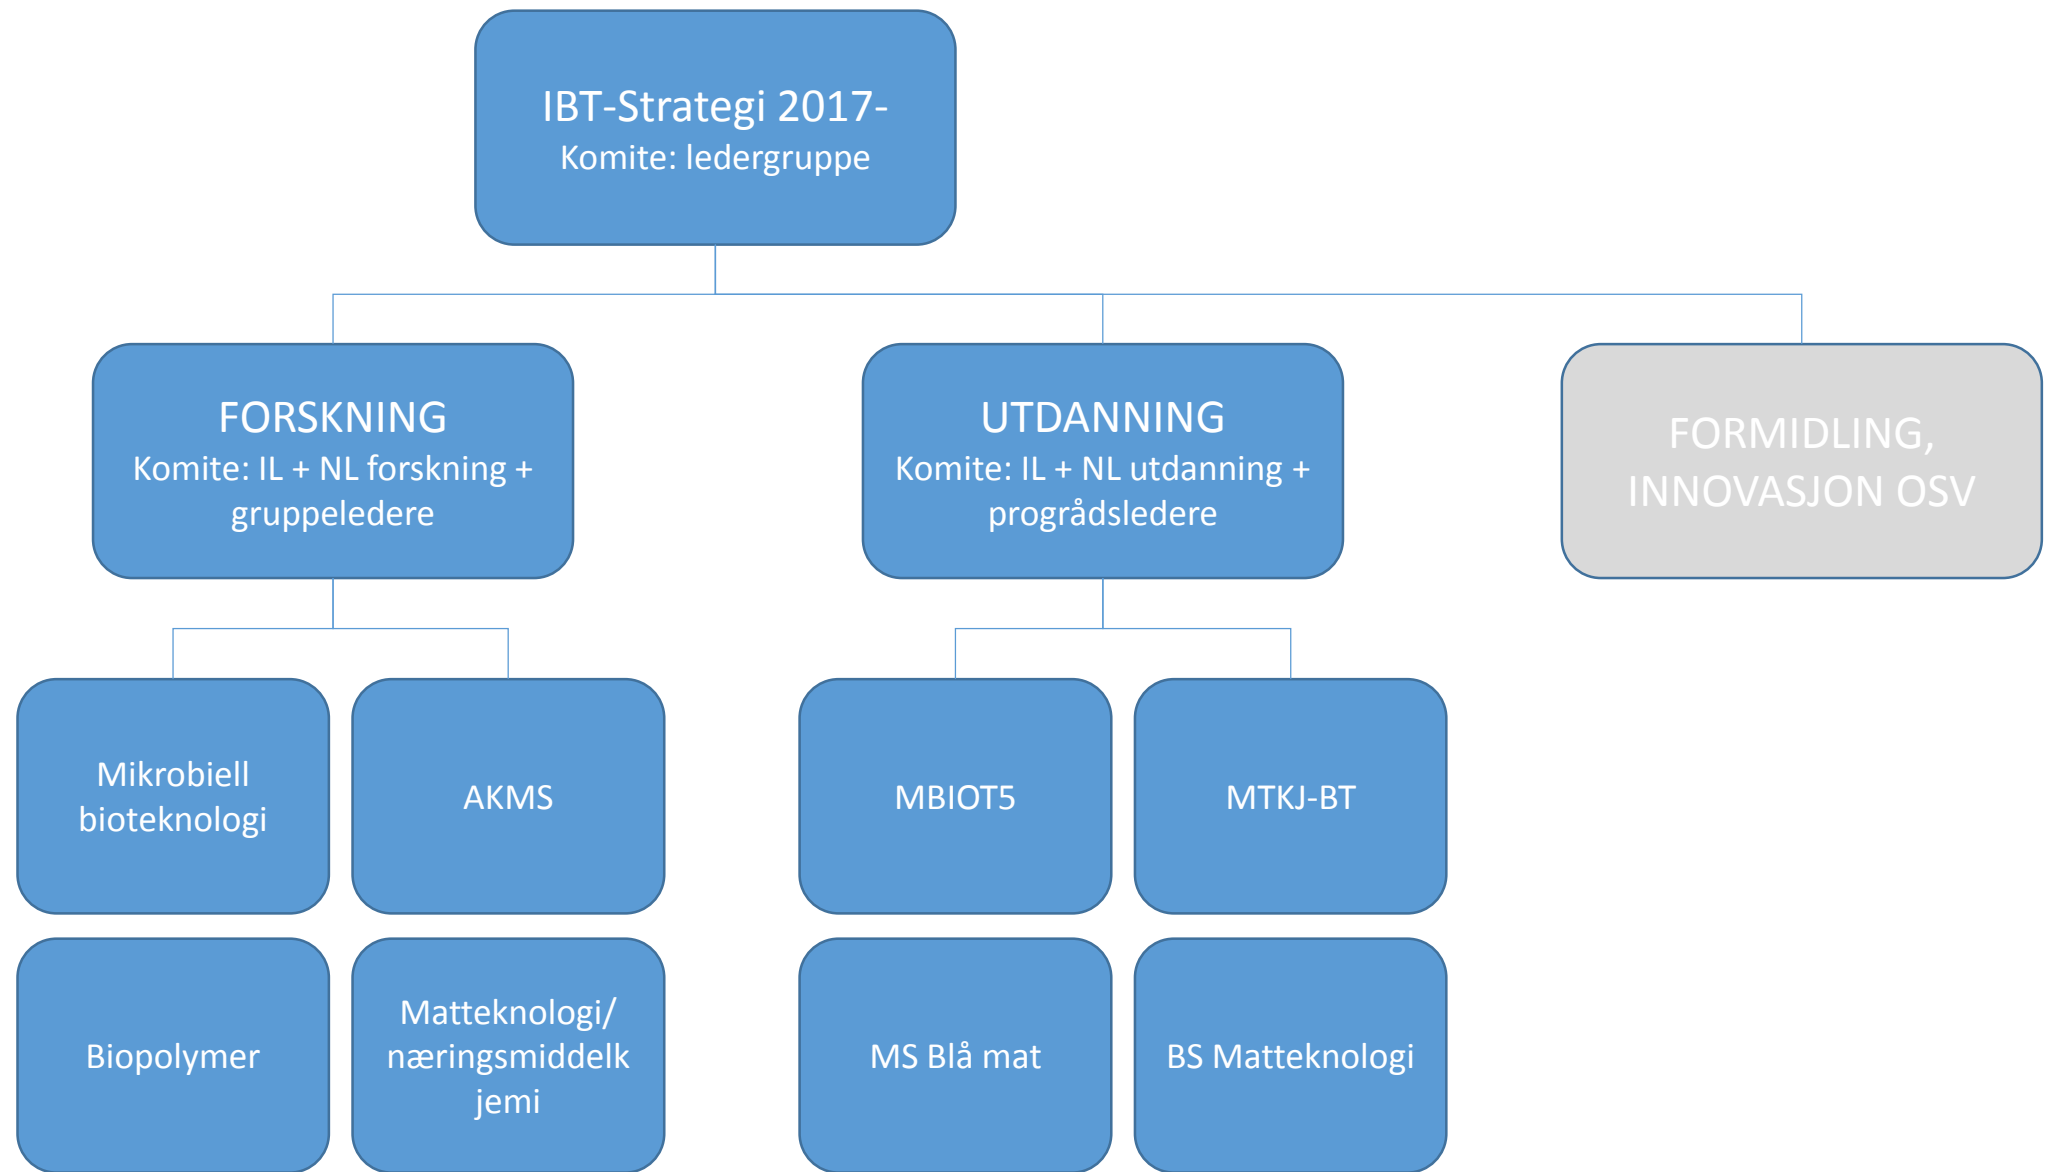 IBT-Strategi 2017-
Komite: ledergruppe
FORSKNING
Komite: IL + NL forskning +
gruppeledere
UTDANNING
Komite: IL + NL utdanning +
progrådsledere
FORMIDLING,
INNOVASJON OSV
Mikrobiell
bioteknologi
AKMS
MBIOT5
MTKJ-BT
Biopolymer
Matteknologi/
næringsmiddelk
jemi
MS Blå mat
BS Matteknologi